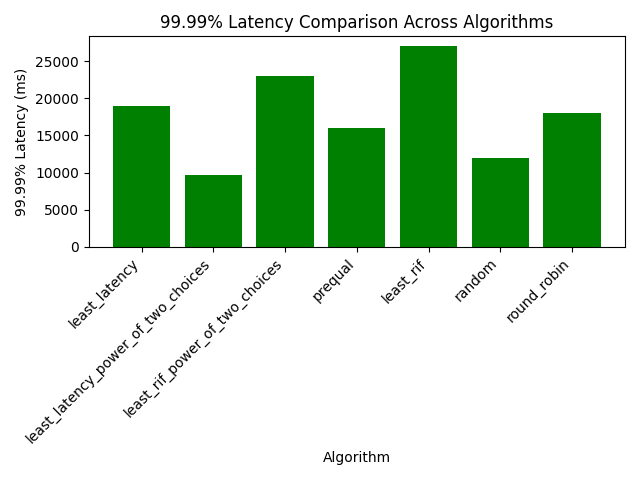 99.99% Latency Comparison Across Algorithms
99.99% Latency (ms)
25000
20000
15000
10000
5000
0
least_latency
least_latency_power_of_two_choices
least_rif_power_of_two_choices
prequal
least_rif
random
round_robin
Algorithm